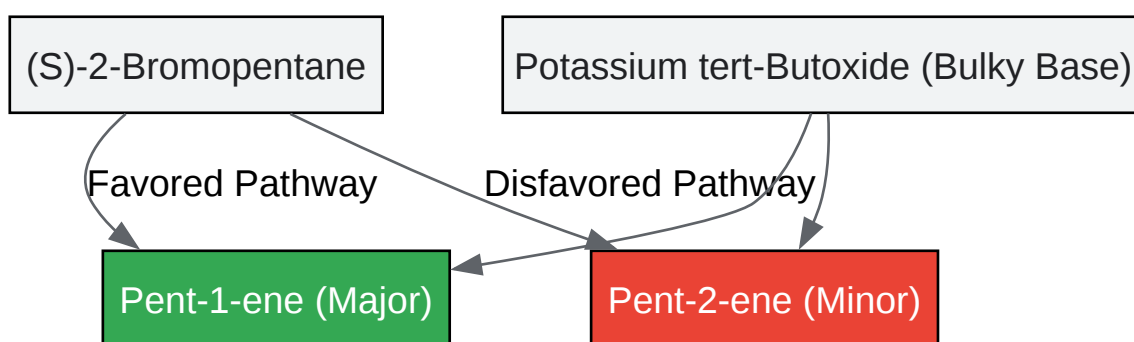 (S)-2-Bromopentane
Potassium tert-Butoxide (Bulky Base)
Favored Pathway
Disfavored Pathway
Pent-1-ene (Major)
Pent-2-ene (Minor)